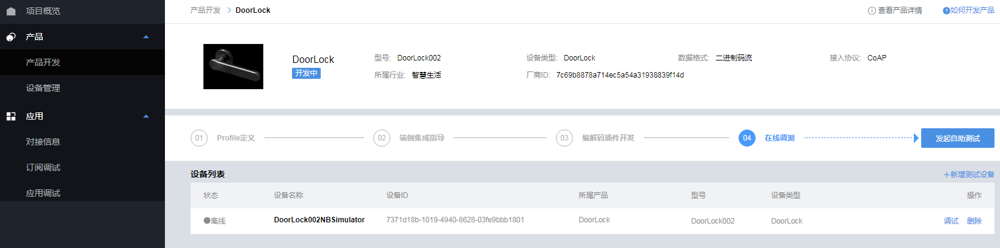 项目概览
产品
产品开发
设备管理
应用
对接信息
订阅调试
应用调试
产品开发 > DoorLock
查看产品详情 如何开发产品
DoorLock
开发中
型号: DoorLock002 设备类型: DoorLock 数据格式: 二进制码流 接入协议: CoAP
所属行业: 智慧生活 厂商ID: 7c69b8878a714ec5a54a31938839f14d
01 Profile定义 02 端侧集成指导 03 编解码插件开发 04 在线调测 发起自助测试
设备列表 +新增测试设备
状态 设备名称 设备ID 所属产品 型号 设备类型 操作
离线 DoorLock002NBSimulator 7371d18b-1019-4940-8628-03fe9bbb1801 DoorLock DoorLock002 DoorLock 调试 删除